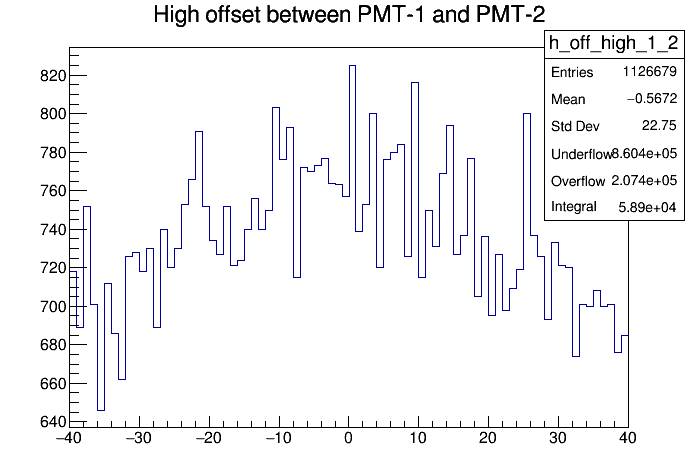 High offset between PMT-1 and PMT-2
h_off_high_1_2
Entries 1126679
Mean −0.5672
Std Dev 22.75
Underflow8.604e+05
Overflow 2.074e+05
Integral 5.89e+04
820
800
780
760
740
720
700
680
660
640
−40 −30 −20 −10 0 10 20 30 40